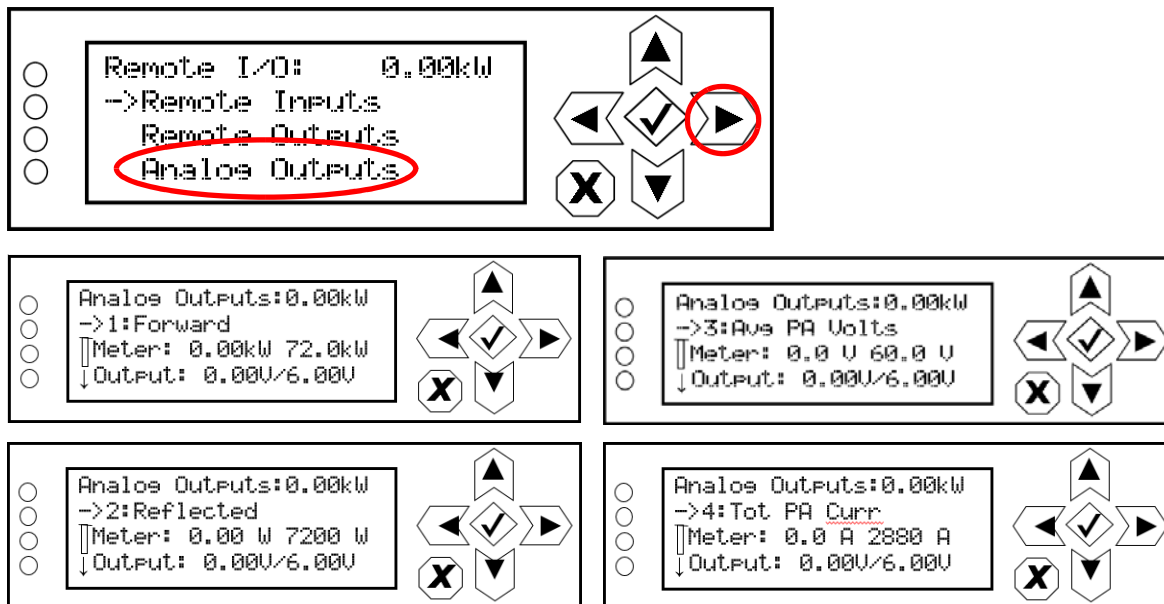 Remote I/O: 0.00kW
->Remote Inputs
Remote Outputs
Analog Outputs
X
Analog Outputs:0.00kW
->1:Forward
Meter: 0.00kW 72.0kW
↓Output: 0.00V/6.00V
X
Analog Outputs:0.00kW
->3:Avg PA Volts
Meter: 0.0 V 60.0 V
↓Output: 0.00V/6.00V
X
Analog Outputs:0.00kW
->2:Reflected
Meter: 0.00 W 7200 W
↓Output: 0.00V/6.00V
X
Analog Outputs:0.00kW
->4:Tot PA Curr
Meter: 0.0 A 2880 A
↓Output: 0.00V/6.00V
X